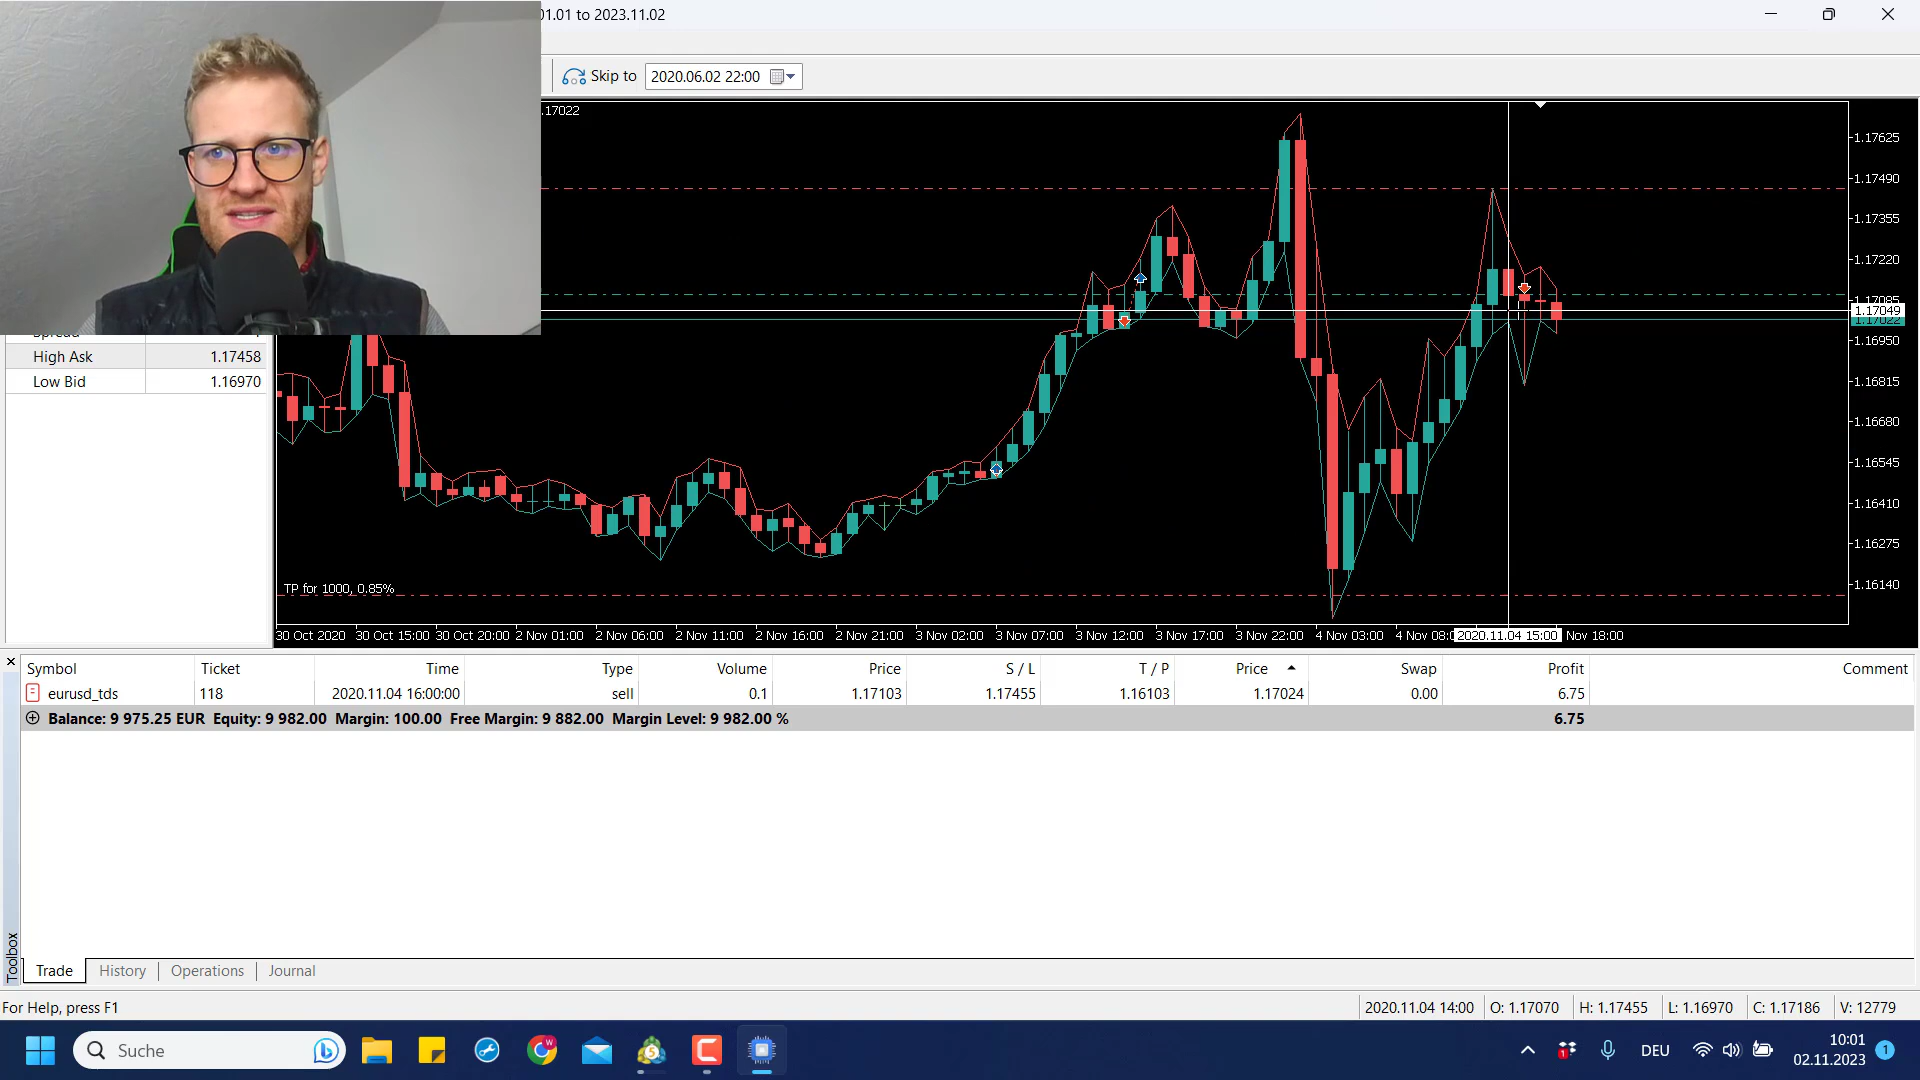 01.01 to 2023.11.02
Skip to 2020.06.02 22:00
.17022
1.17625
1.17490
1.17355
1.17220
1.17085
1.17049
1.17022
1.16950
1.16815
1.16680
1.16545
1.16410
1.16275
1.16140
High Ask 1.17458
Low Bid 1.16970
TP for 1000, 0.85%
30 Oct 2020 30 Oct 15:00 30 Oct 20:00 2 Nov 01:00 2 Nov 06:00 2 Nov 11:00 2 Nov 16:00 2 Nov 21:00 3 Nov 02:00 3 Nov 07:00 3 Nov 12:00 3 Nov 17:00 3 Nov 22:00 4 Nov 03:00 4 Nov 08:0 2020.11.04 15:00 Nov 18:00
Symbol Ticket Time Type Volume Price S / L T / P Price Swap Profit Comment
eurusd_tds 118 2020.11.04 16:00:00 sell 0.1 1.17103 1.17455 1.16103 1.17024 0.00 6.75
Balance: 9 975.25 EUR Equity: 9 982.00 Margin: 100.00 Free Margin: 9 882.00 Margin Level: 9 982.00 % 6.75
Toolbox
Trade History Operations Journal
For Help, press F1
2020.11.04 14:00 O: 1.17070 H: 1.17455 L: 1.16970 C: 1.17186 V: 12779
Suche
DEU
10:01
02.11.2023
1